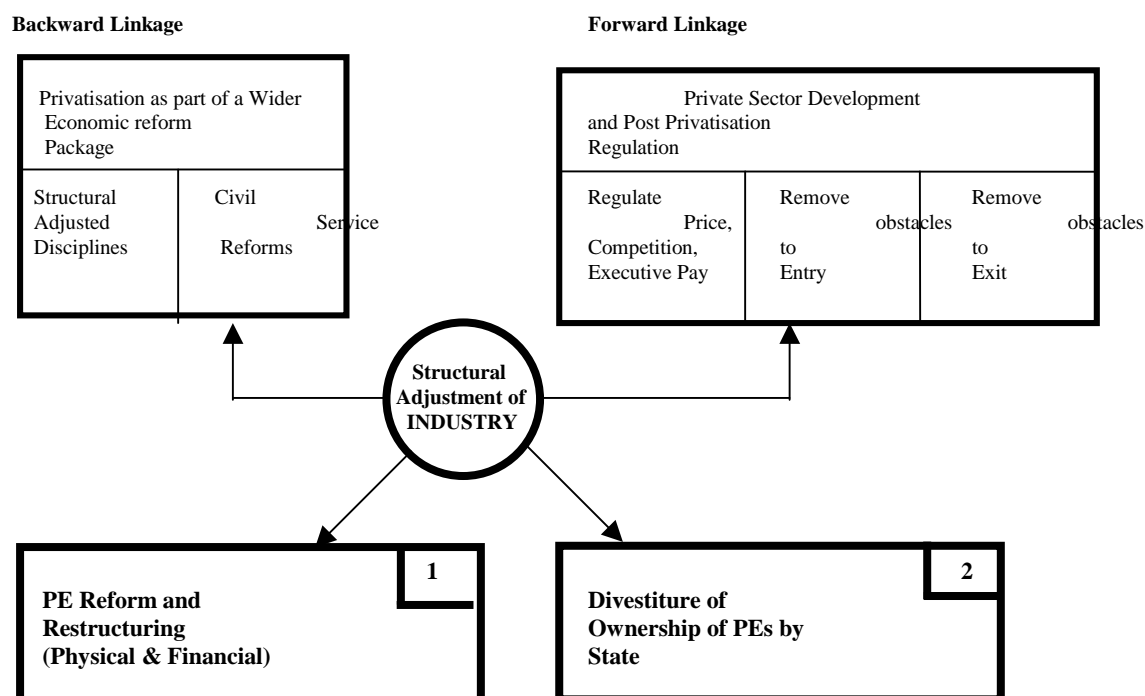 Backward Linkage
Forward Linkage
Privatisation as part of a Wider
Economic reform
Package
Structural
Adjusted
Disciplines
Civil
Service
Reforms
Private Sector Development
and Post Privatisation
Regulation
Regulate
Price,
Competition,
Executive Pay
Remove
obstacles
to
Entry
Remove
obstacles
to
Exit
Structural
Adjustment of
INDUSTRY
1
PE Reform and
Restructuring
(Physical & Financial)
2
Divestiture of
Ownership of PEs by
State